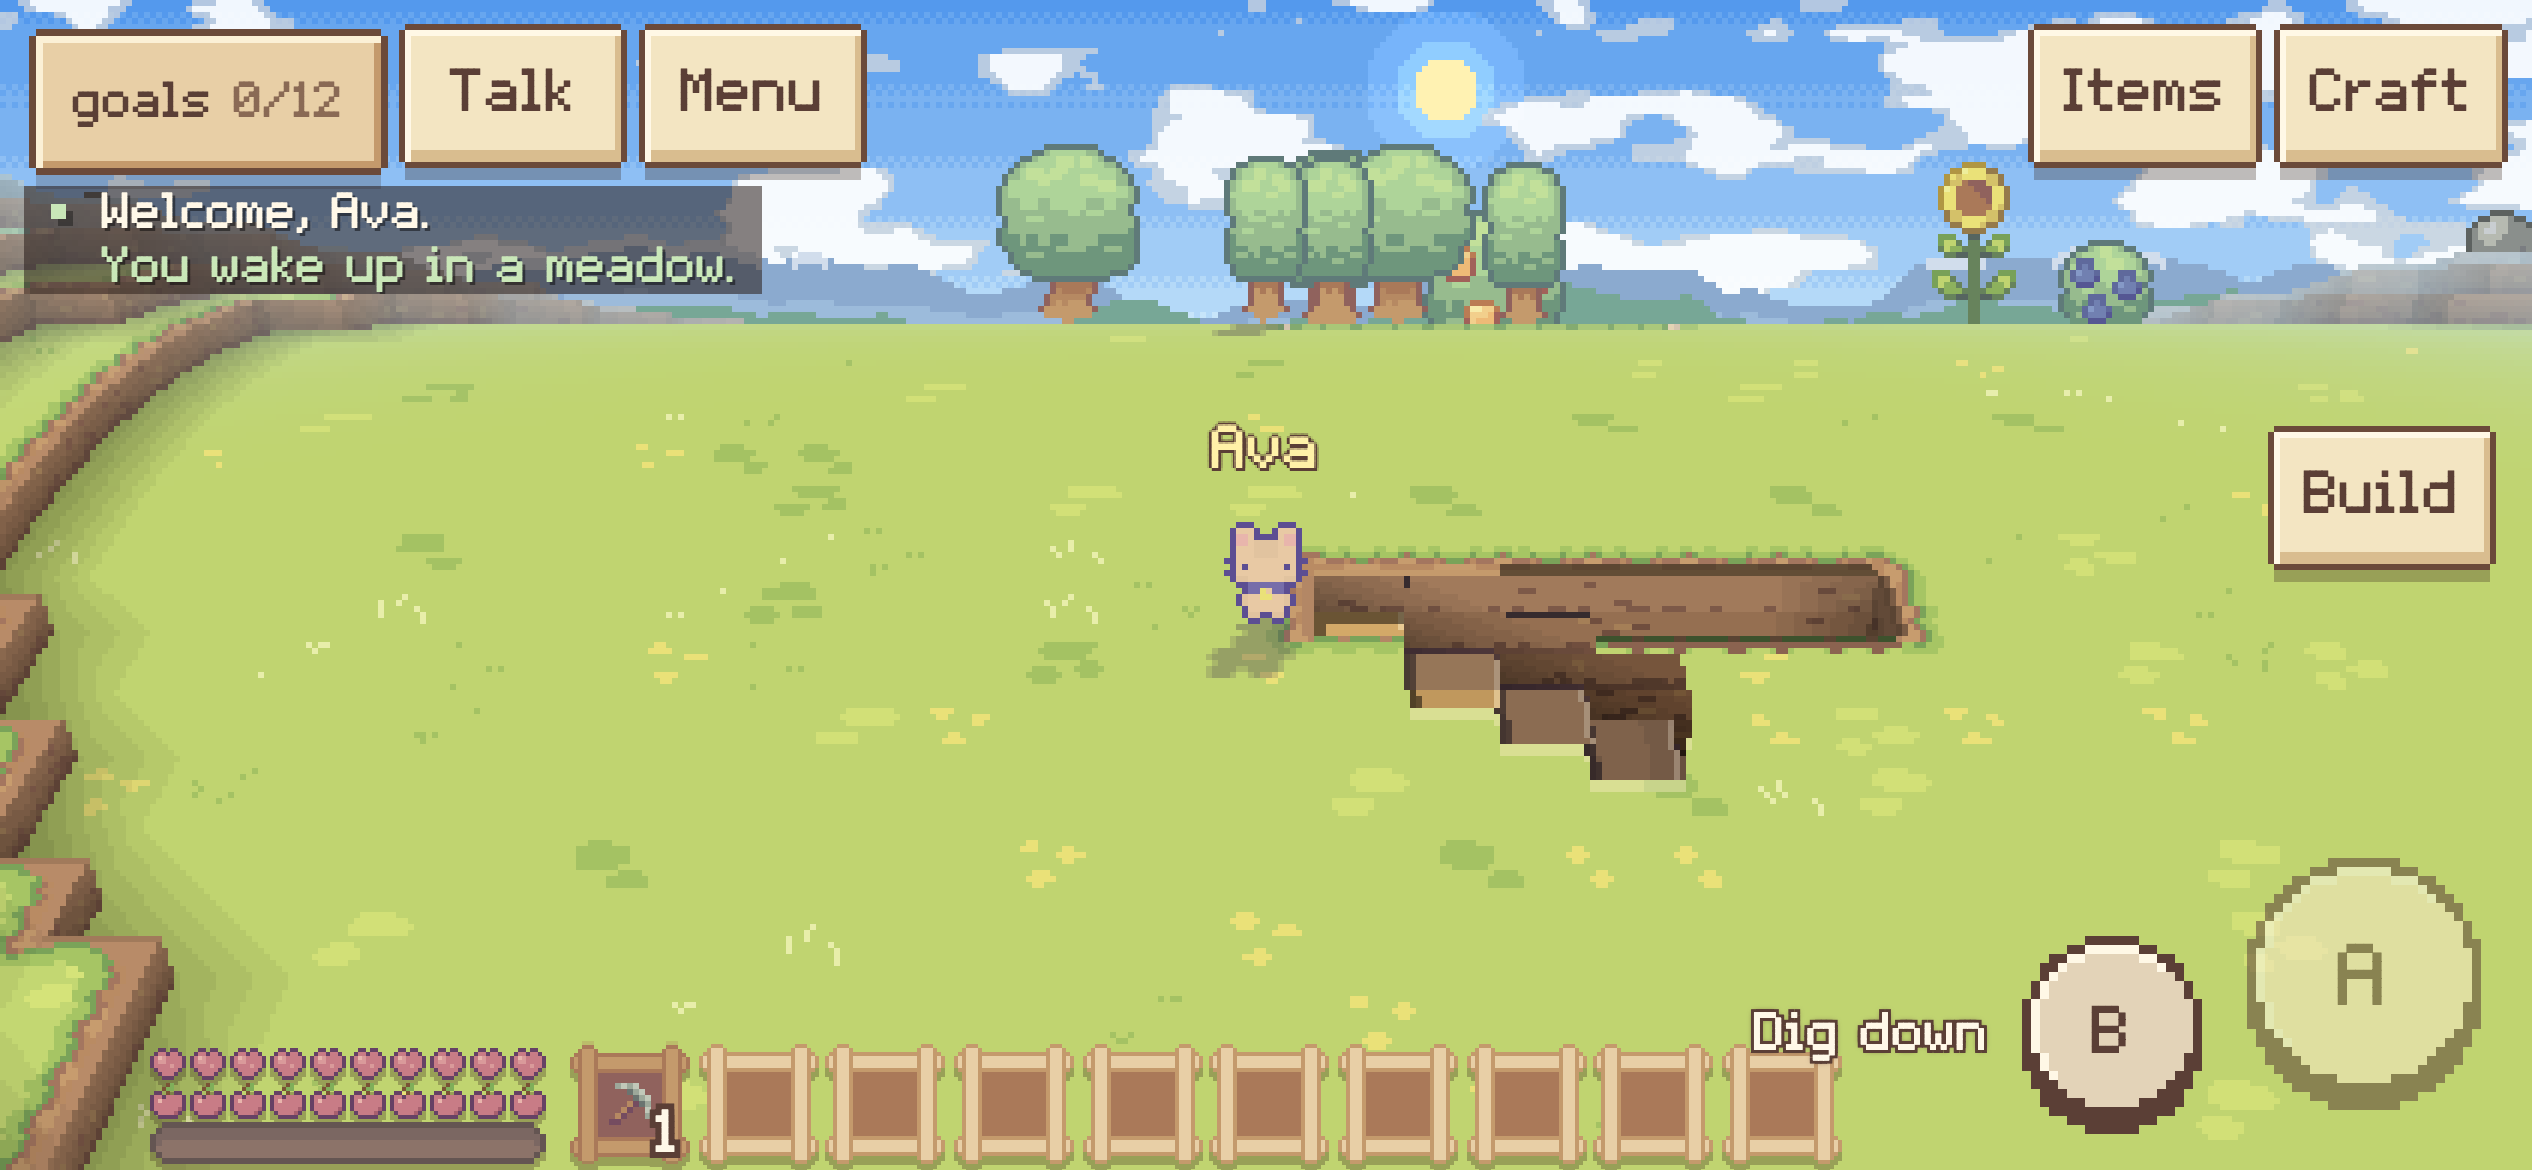 goals 0/12
Talk
Menu
Items
Craft
Welcome, Ava.
You wake up in a meadow.
Ava
Build
A
B
Dig down
1